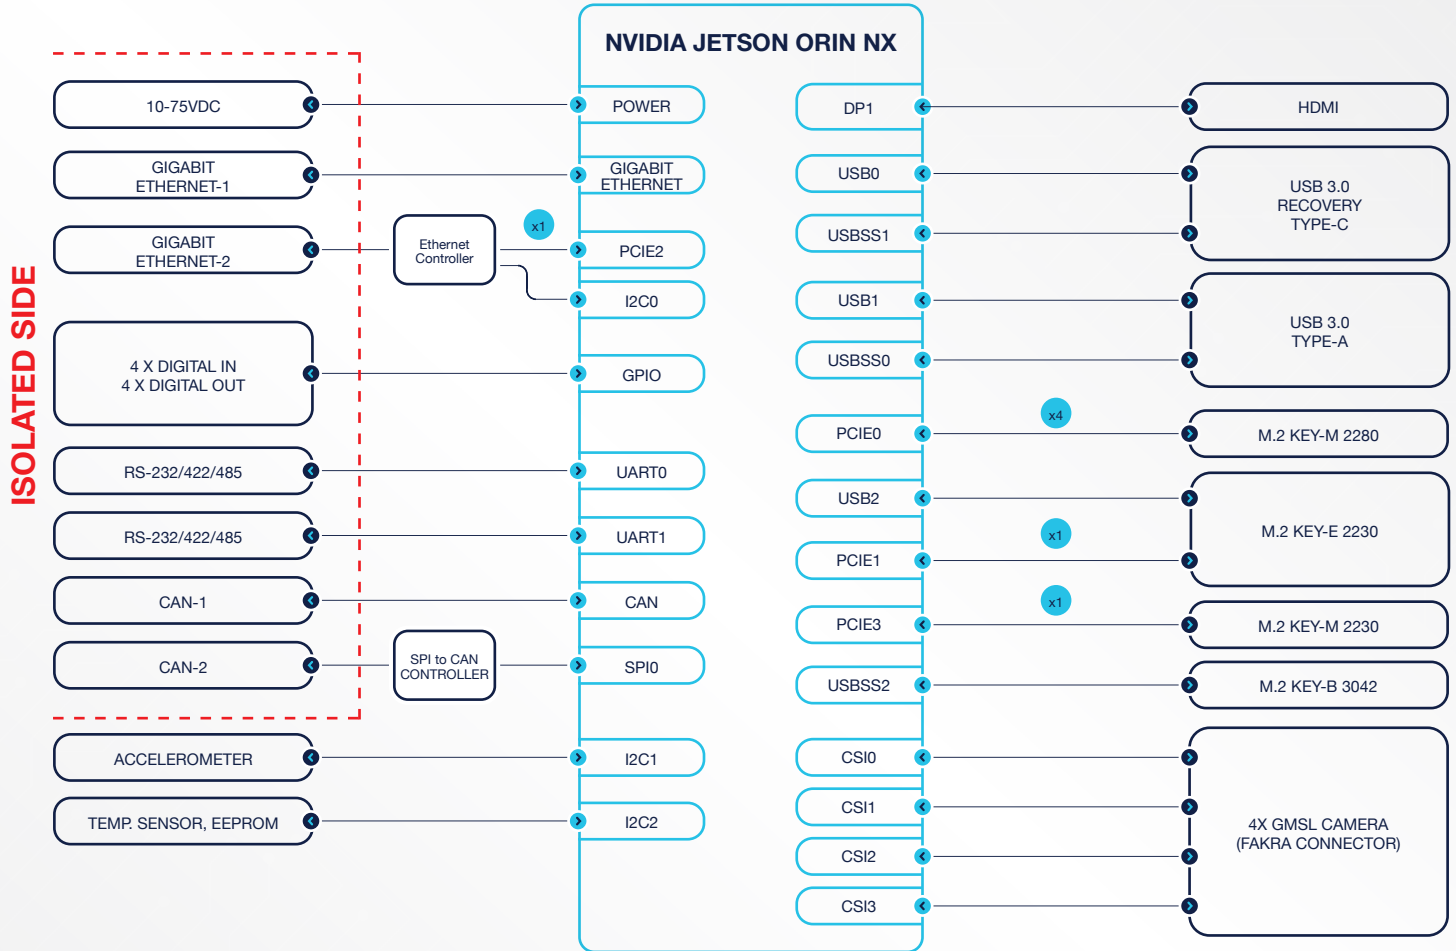 NVIDIA JETSON ORIN NX
ISOLATED SIDE
10-75VDC
POWER
GIGABIT
ETHERNET-1
GIGABIT
ETHERNET
GIGABIT
ETHERNET-2
Ethernet
Controller
x1
PCIE2
I2C0
4 X DIGITAL IN
4 X DIGITAL OUT
GPIO
RS-232/422/485
UART0
RS-232/422/485
UART1
CAN-1
CAN
CAN-2
SPI to CAN
CONTROLLER
SPI0
ACCELEROMETER
I2C1
TEMP. SENSOR, EEPROM
I2C2
DP1
HDMI
USB0
USBSS1
USB 3.0
RECOVERY
TYPE-C
USB1
USBSS0
USB 3.0
TYPE-A
PCIE0
x4
M.2 KEY-M 2280
USB2
PCIE1
x1
M.2 KEY-E 2230
PCIE3
x1
M.2 KEY-M 2230
USBSS2
M.2 KEY-B 3042
CSI0
CSI1
CSI2
CSI3
4X GMSL CAMERA
(FAKRA CONNECTOR)